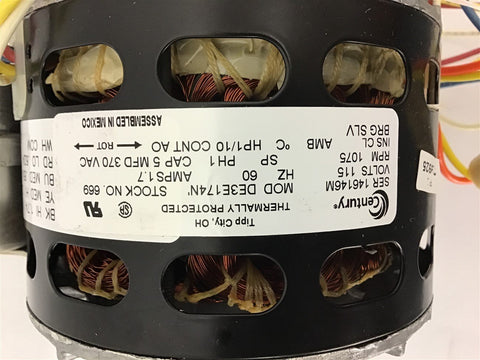 Century
Tipp City, OH
THERMALLY PROTECTED
MOD DE3E174N STOCK NO. 669
SER 146146M
VOLTS 115 HZ 60 AMPS 1.7
RPM 1075 SP PH 1 CAP 5 MFD 370 VAC
INS CL AMB °C HP 1/10 CONT AO
BRG SLV ROT
ASSEMBLED IN MEXICO
BK HI
YE MED
BU MED
RD LO
WH COM